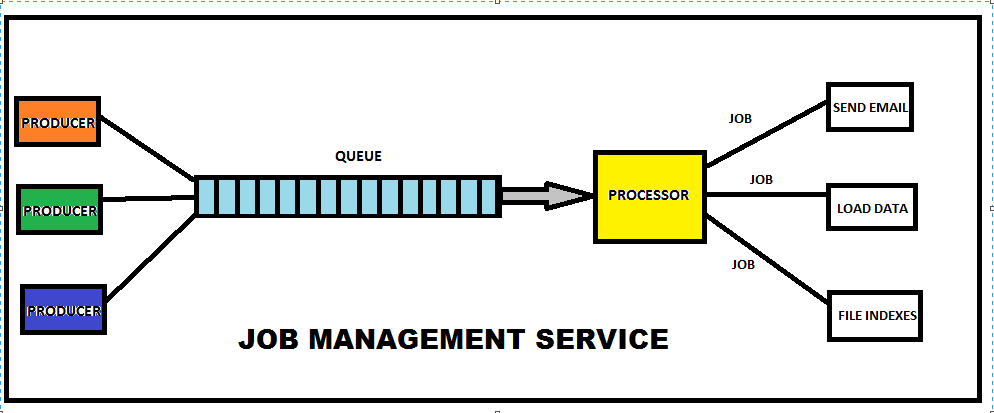 PRODUCER
PRODUCER
PRODUCER
QUEUE
PROCESSOR
JOB
JOB
JOB
SEND EMAIL
LOAD DATA
FILE INDEXES
JOB MANAGEMENT SERVICE